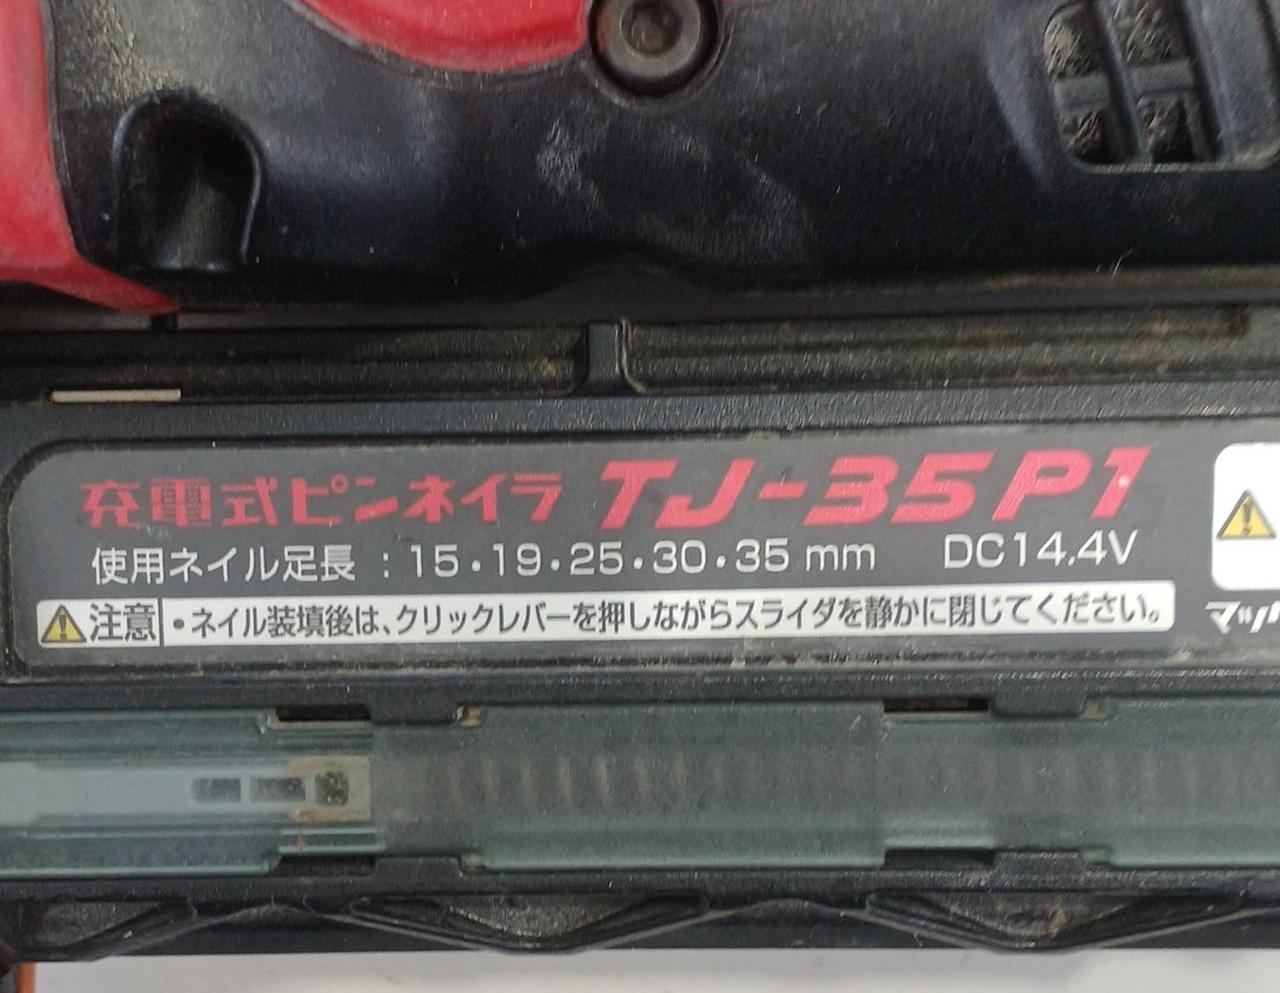 充電式ピンネイラ TJ-35P1
使用ネイル足長 : 15・19・25・30・35 mm DC14.4V
注意 ・ネイル装填後は、クリックレバーを押しながらスライダを静かに閉じてください。
マッ